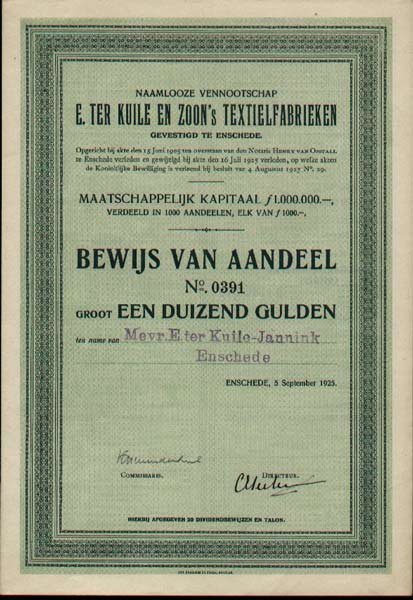 NAAMLOOZE VENNOOTSCHAP
E. TER KUILE EN ZOON's TEXTIELFABRIEKEN
GEVESTIGD TE ENSCHEDE.
Opgericht bij akte den 15 Juni 1925 ten overstaan van den Notaris HENRY VAN OPSTALL
te Enschede verleden en gewijzigd bij akte den 16 Juli 1925 verleden, op welke akten
de Koninklijke Bewilliging is verleend bij besluit van 4 Augustus 1925 No. 29.
MAATSCHAPPELIJK KAPITAAL ƒ 1.000.000.—,
VERDEELD IN 1000 AANDEELEN, ELK VAN ƒ 1000.—.
BEWIJS VAN AANDEEL
No. 0391
GROOT EEN DUIZEND GULDEN
ten name van Mevr. E. ter Kuile-Jannink
Enschede
ENSCHEDE, 5 September 1925.
COMMISSARIS.
DIRECTEUR.
HIERBIJ AFGEGEVEN 20 DIVIDENDBEWIJZEN EN TALON.